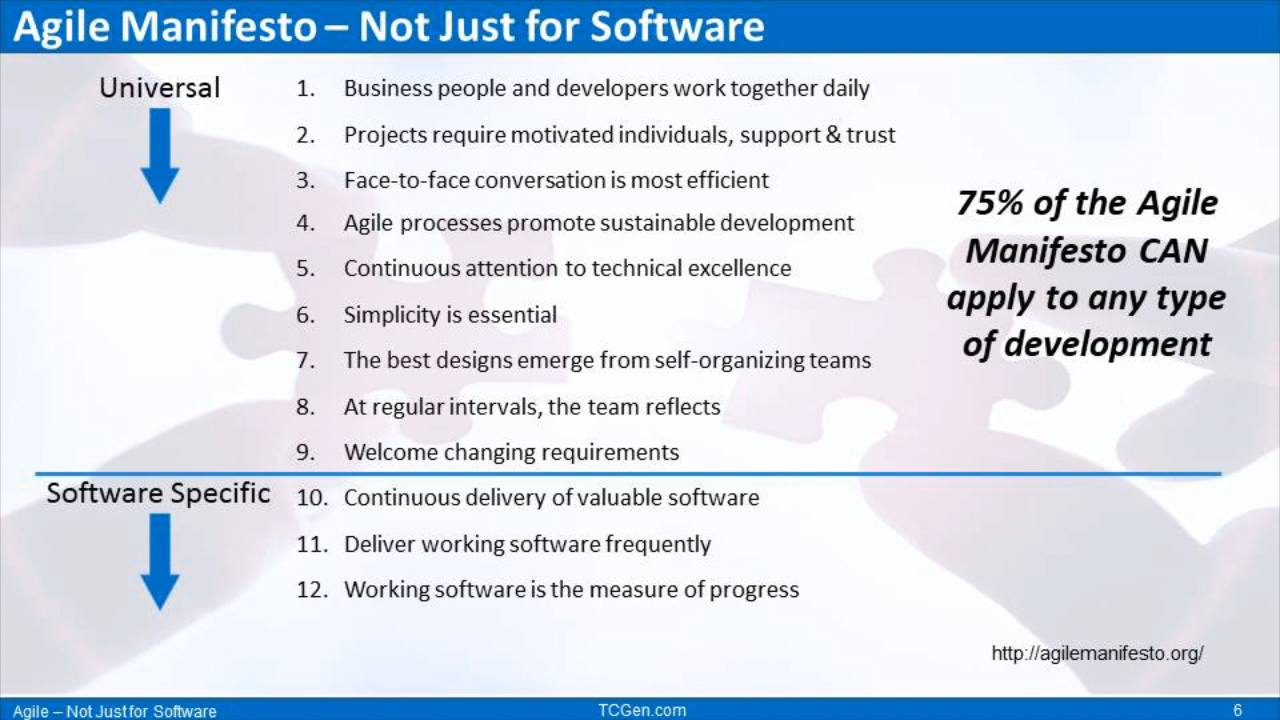 Agile Manifesto – Not Just for Software
Universal
1. Business people and developers work together daily
2. Projects require motivated individuals, support & trust
3. Face-to-face conversation is most efficient
4. Agile processes promote sustainable development
5. Continuous attention to technical excellence
6. Simplicity is essential
7. The best designs emerge from self-organizing teams
8. At regular intervals, the team reflects
9. Welcome changing requirements
75% of the Agile
Manifesto CAN
apply to any type
of development
Software Specific
10. Continuous delivery of valuable software
11. Deliver working software frequently
12. Working software is the measure of progress
http://agilemanifesto.org/
Agile – Not Just for Software
TCGen.com
6